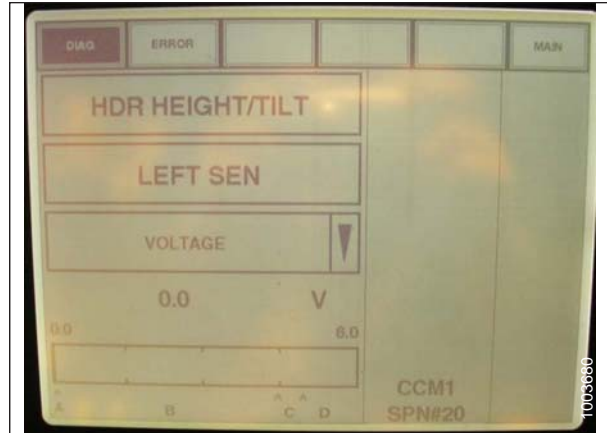 DIAG ERROR MAIN
HDR HEIGHT/TILT
LEFT SEN
VOLTAGE
0.0 V
0.0 6.0
A B C D
CCM1
SPN#20
1003680